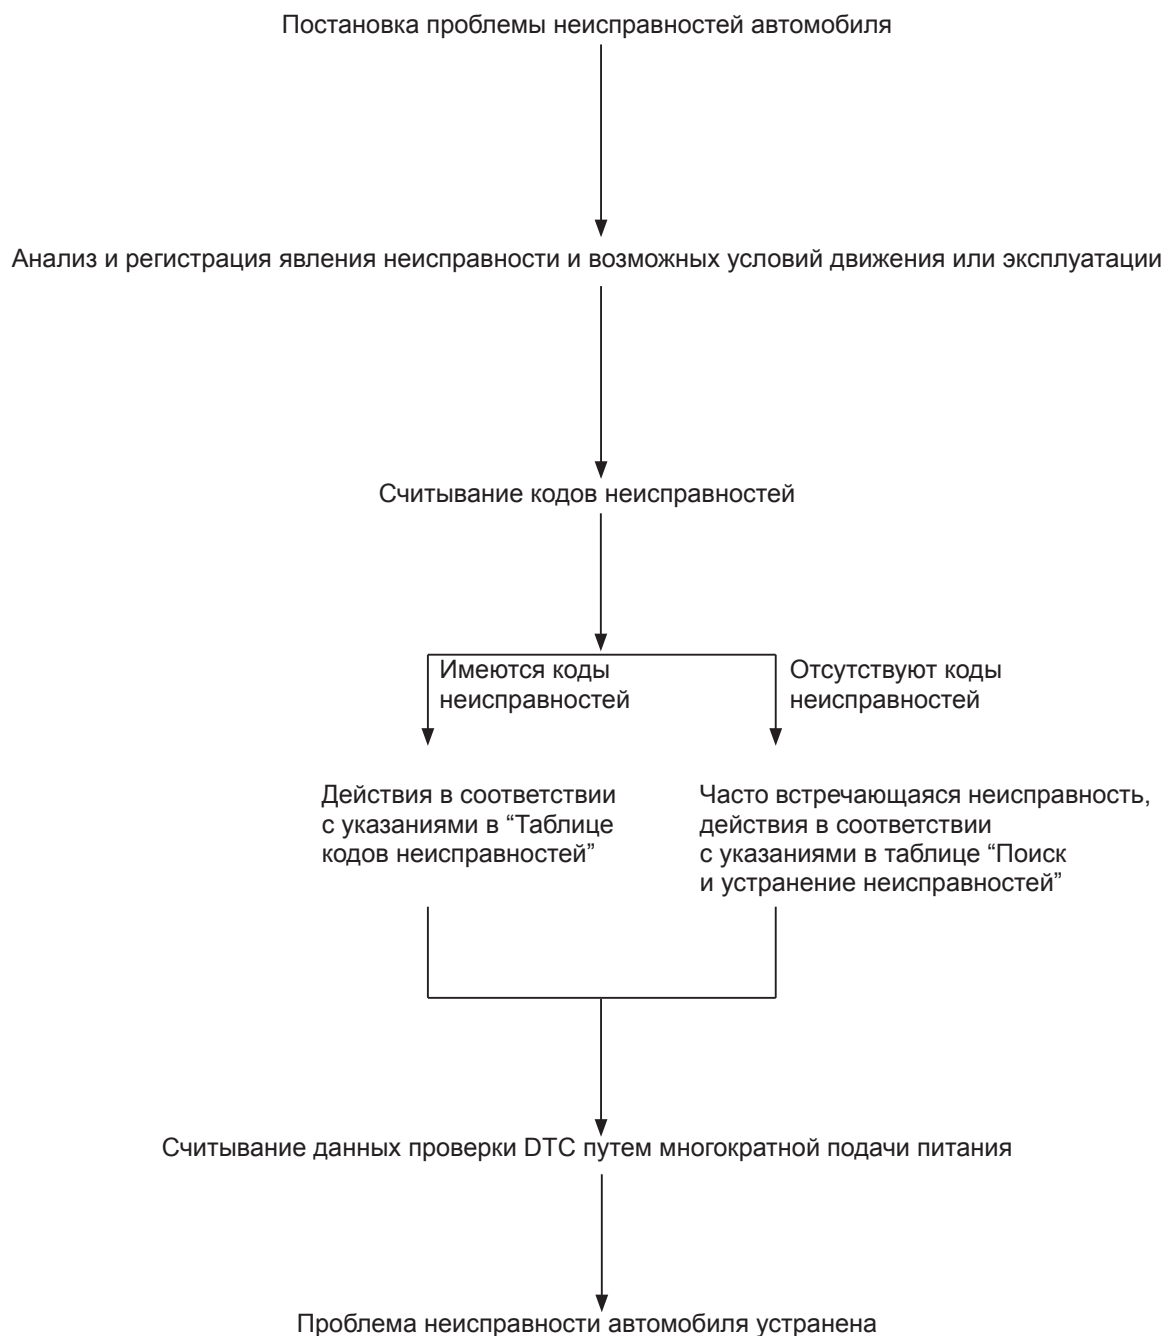 Постановка проблемы неисправностей автомобиля
Анализ и регистрация явления неисправности и возможных условий движения или эксплуатации
Считывание кодов неисправностей
Имеются коды
неисправностей
Отсутствуют коды
неисправностей
Действия в соответствии
с указаниями в “Таблице
кодов неисправностей”
Часто встречающаяся неисправность,
действия в соответствии
с указаниями в таблице “Поиск
и устранение неисправностей”
Считывание данных проверки DTC путем многократной подачи питания
Проблема неисправности автомобиля устранена